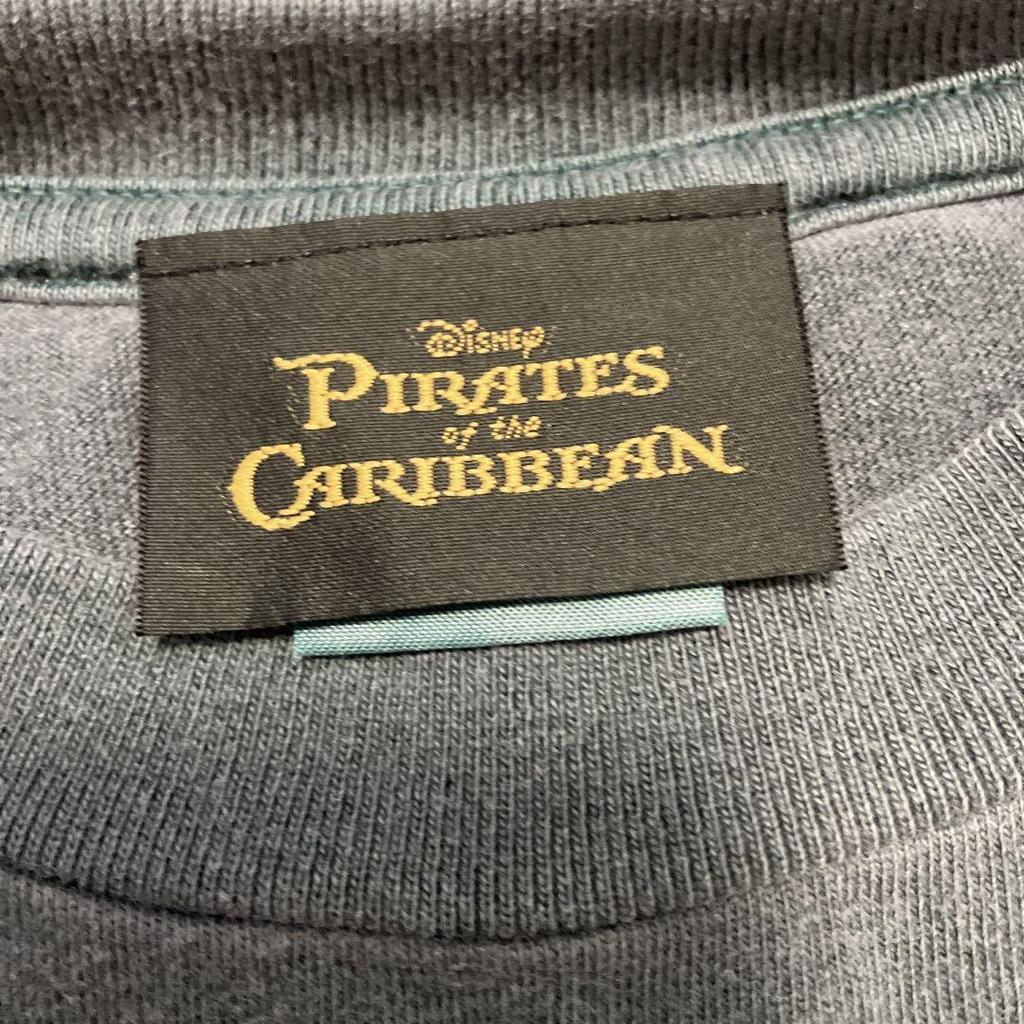 Disney
PIRATES
of the
CARIBBEAN